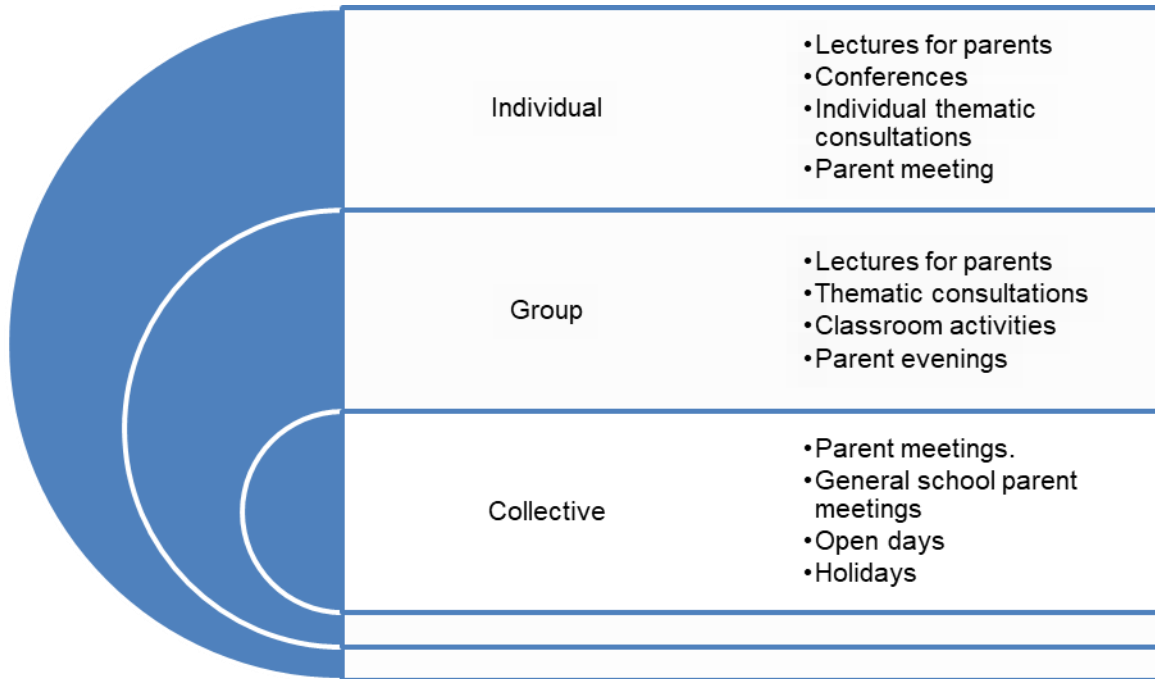 Individual
•Lectures for parents
•Conferences
•Individual thematic
consultations
•Parent meeting
Group
•Lectures for parents
•Thematic consultations
•Classroom activities
•Parent evenings
Collective
•Parent meetings.
•General school parent
meetings
•Open days
•Holidays